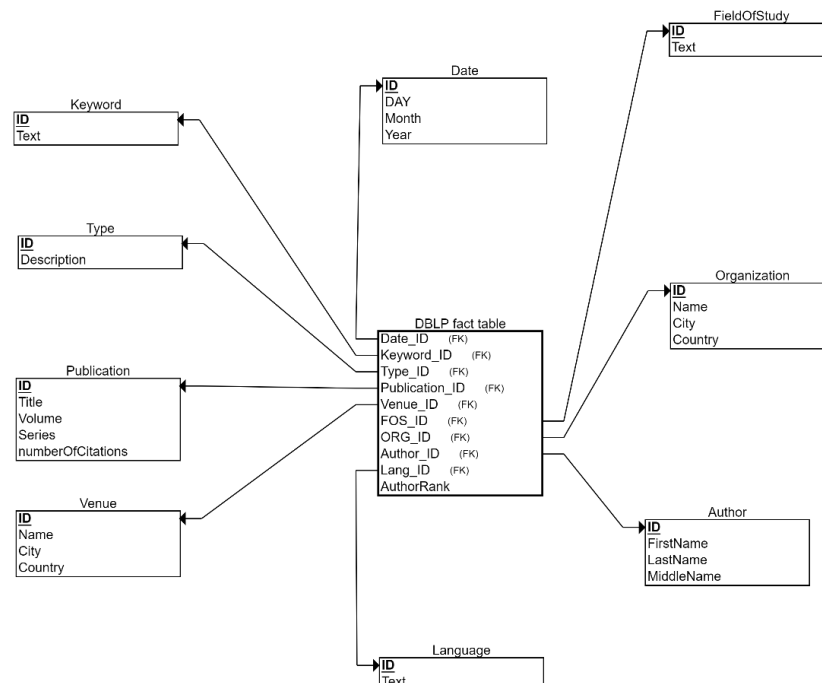 FieldOfStudy
ID
Text
Date
ID
DAY
Month
Year
Keyword
ID
Text
Type
ID
Description
Organization
ID
Name
City
Country
DBLP fact table
Date_ID (FK)
Keyword_ID (FK)
Type_ID (FK)
Publication_ID (FK)
Venue_ID (FK)
FOS_ID (FK)
ORG_ID (FK)
Author_ID (FK)
Lang_ID (FK)
AuthorRank
Publication
ID
Title
Volume
Series
numberOfCitations
Venue
ID
Name
City
Country
Author
ID
FirstName
LastName
MiddleName
Language
ID
Text